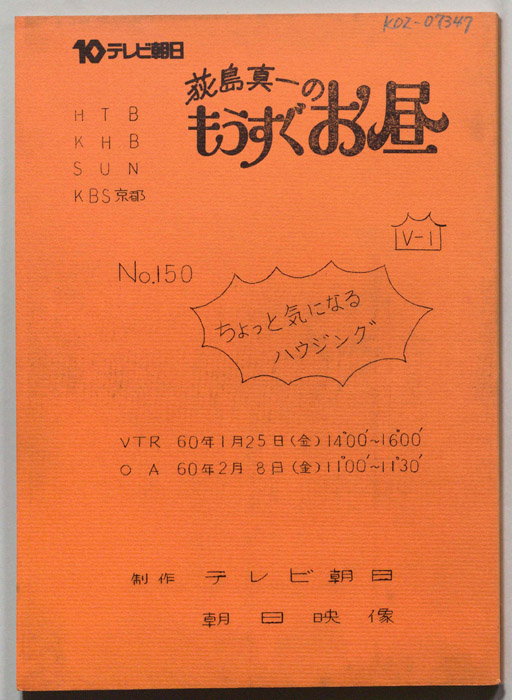 KOZ-07347
10テレビ朝日
荻島真一の
もうすぐお昼
HTB
KHB
SUN
KBS京都
V-1
No.150
ちょっと気になる
ハウジング
VTR 60年1月25日(金)14°00′~16°00′
OA 60年2月8日(金)11°00′~11°30′
制作 テレビ朝日
朝日映像